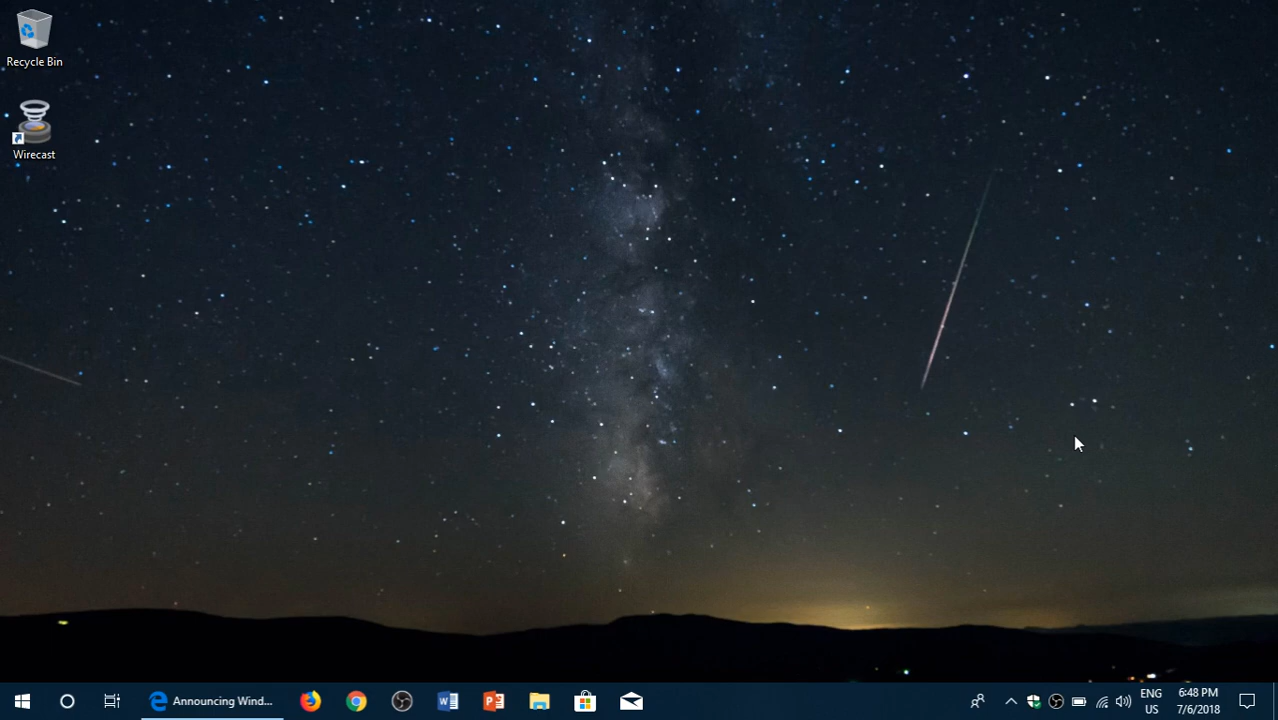 Recycle Bin
Wirecast
Announcing Wind...
ENG
US
6:48 PM
7/6/2018